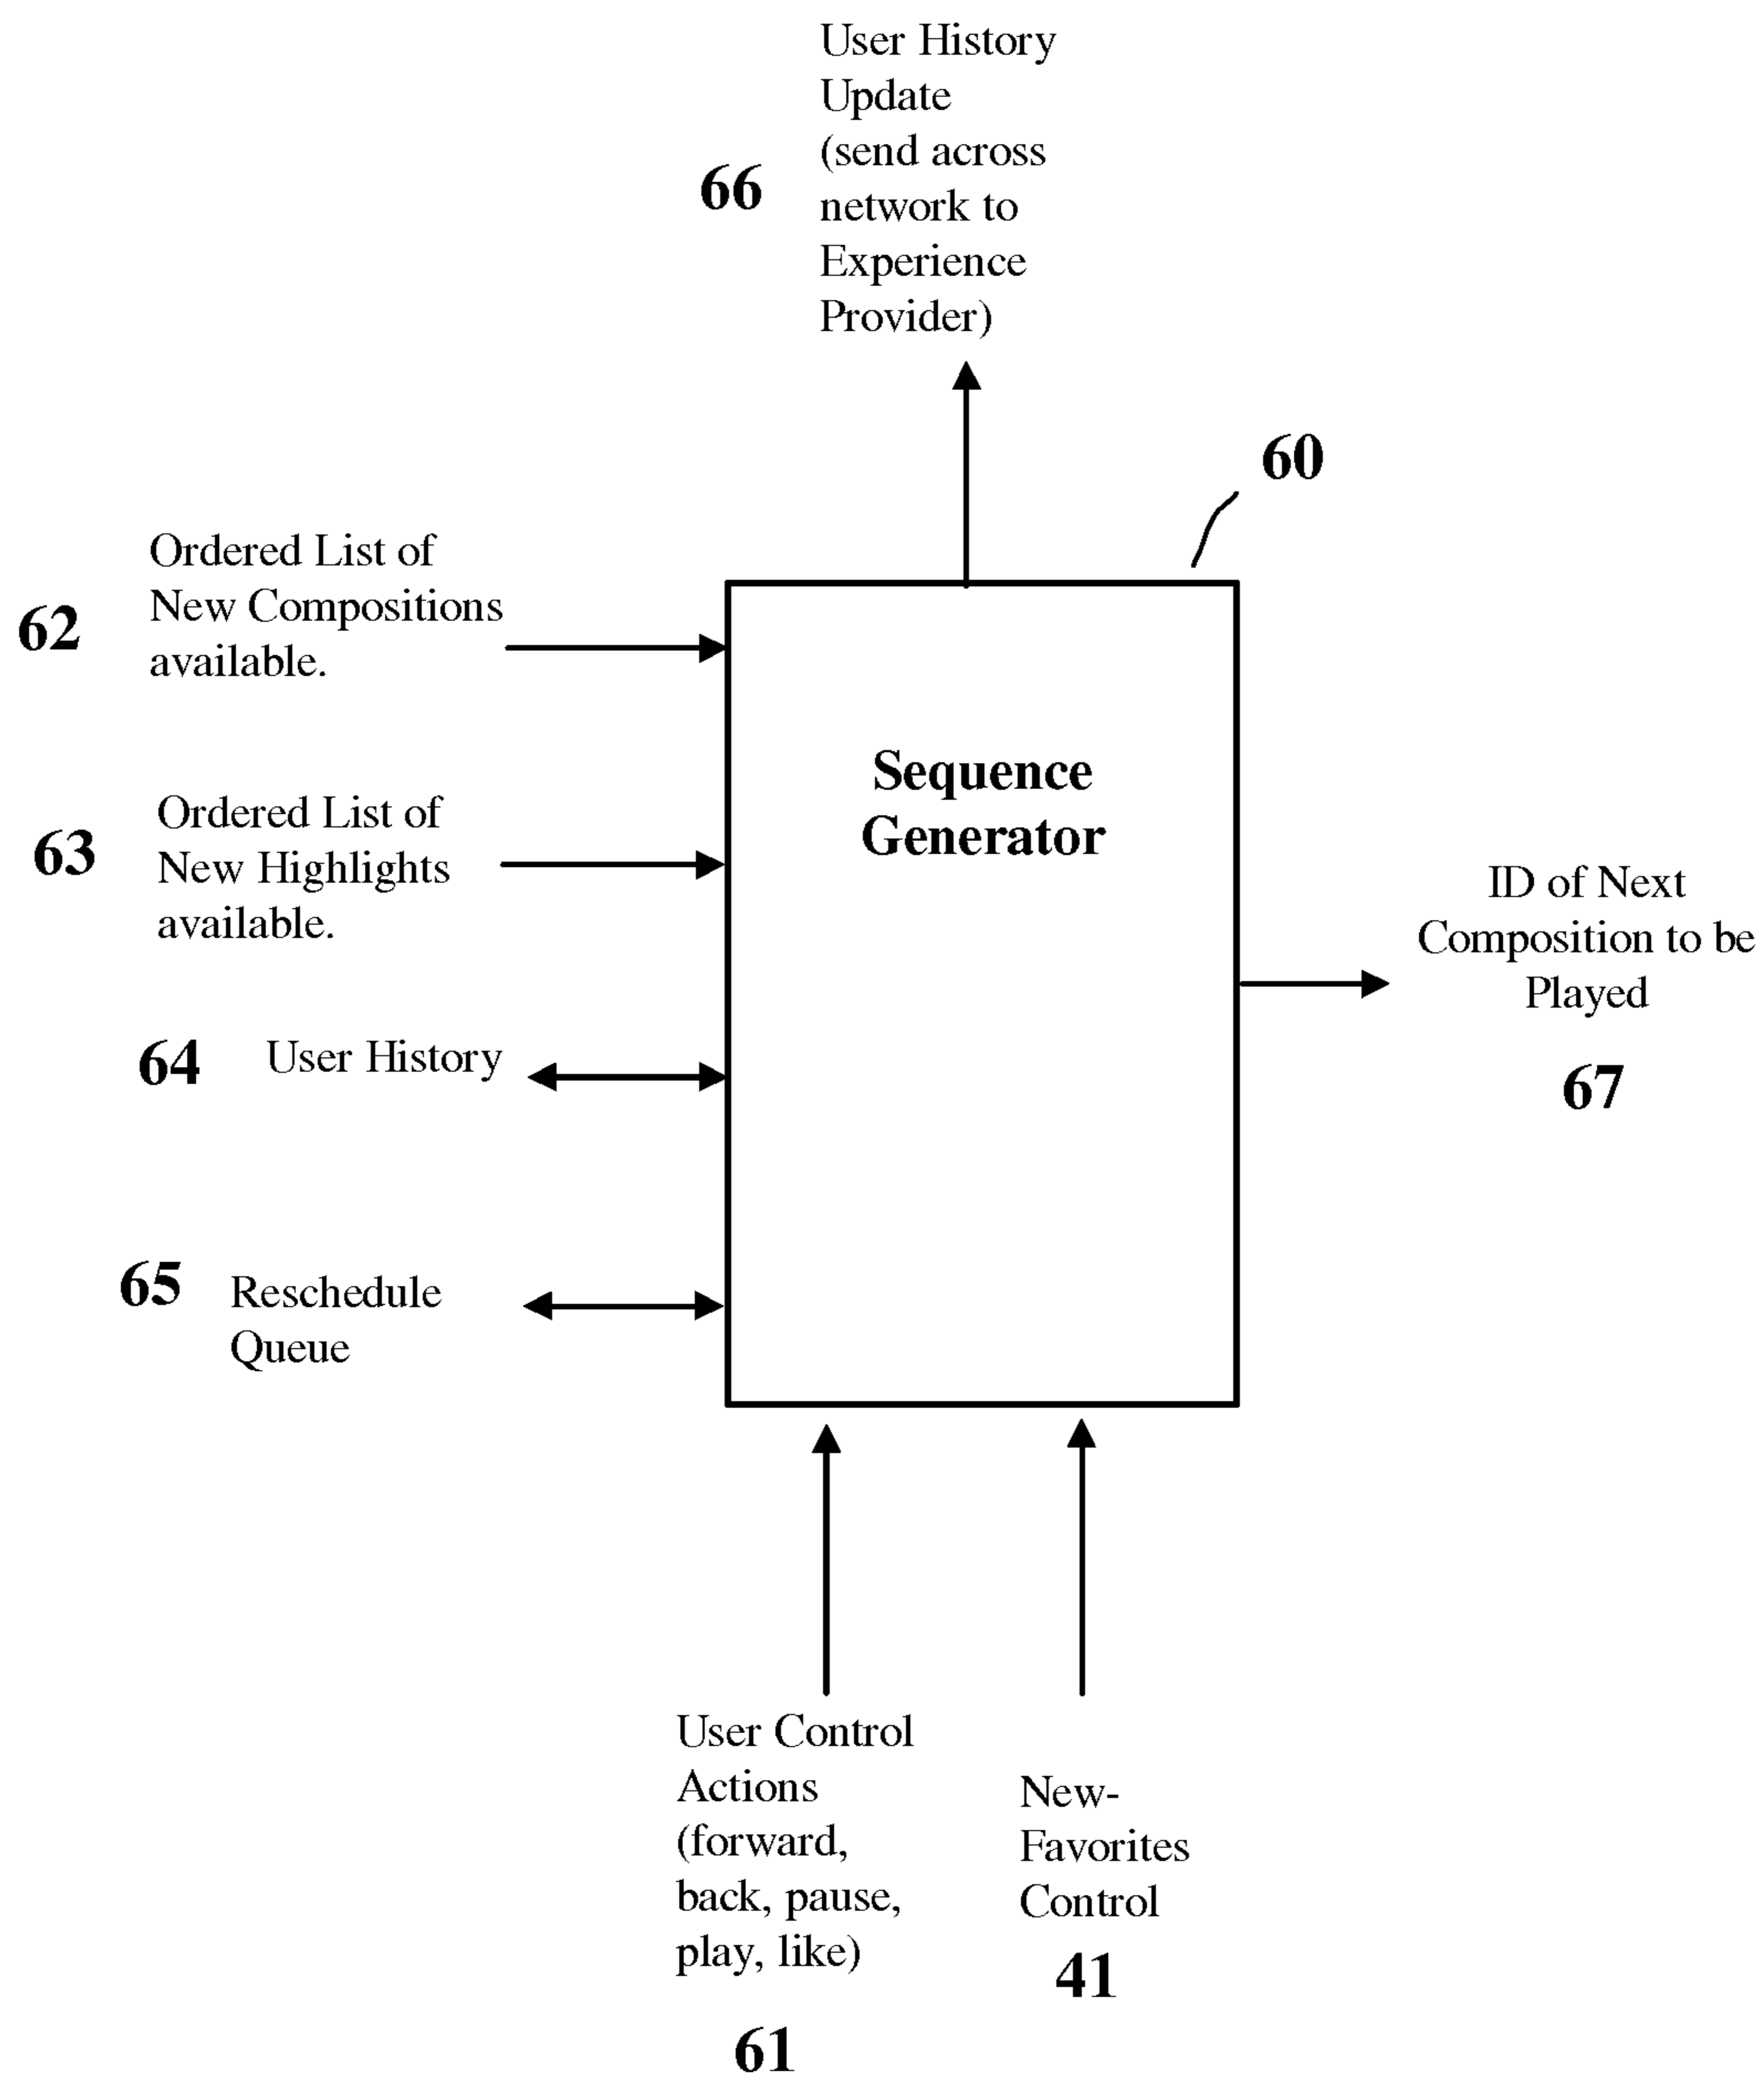 User History
Update
(send across
network to
Experience
Provider)
66
60
Ordered List of
New Compositions
available.
62
Sequence
Generator
Ordered List of
New Highlights
available.
63
ID of Next
Composition to be
Played
67
64
User History
65
Reschedule
Queue
User Control
Actions
(forward,
back, pause,
play, like)
61
New-
Favorites
Control
41